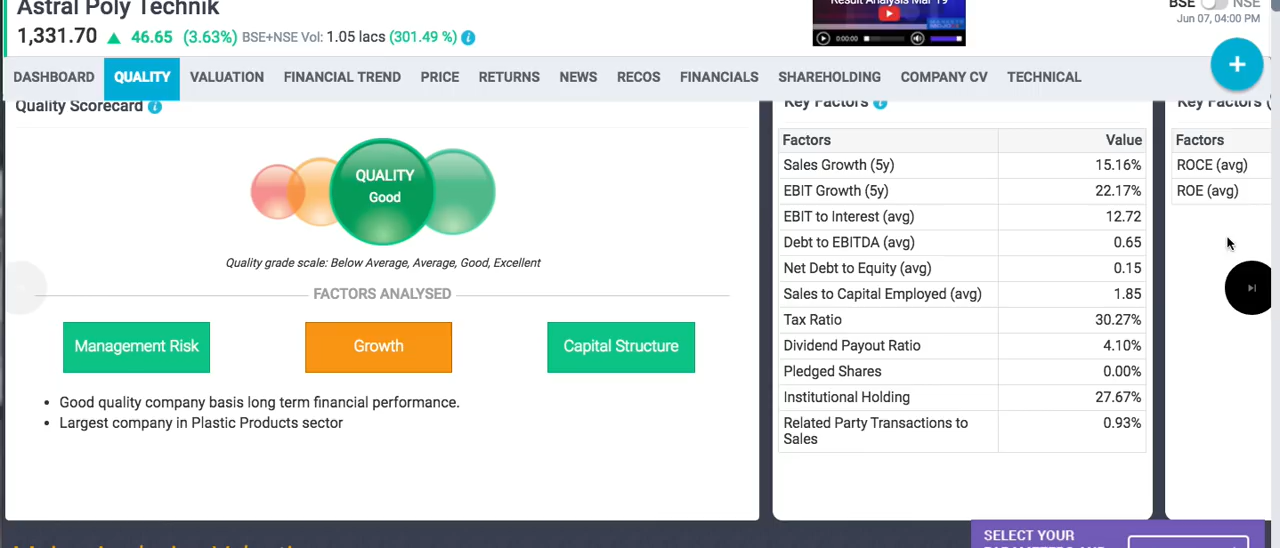 Astral Poly Technik
1,331.70 ▲ 46.65 (3.63%) BSE+NSE Vol: 1.05 lacs (301.49 %) i
Result Analysis Mar 19
0:00:00
BSE NSE
Jun 07, 04:00 PM
+
DASHBOARD QUALITY VALUATION FINANCIAL TREND PRICE RETURNS NEWS RECOS FINANCIALS SHAREHOLDING COMPANY CV TECHNICAL
Quality Scorecard i
QUALITY
Good
Quality grade scale: Below Average, Average, Good, Excellent
FACTORS ANALYSED
Management Risk Growth Capital Structure
• Good quality company basis long term financial performance.
• Largest company in Plastic Products sector
Key Factors i
Factors Value
Sales Growth (5y) 15.16%
EBIT Growth (5y) 22.17%
EBIT to Interest (avg) 12.72
Debt to EBITDA (avg) 0.65
Net Debt to Equity (avg) 0.15
Sales to Capital Employed (avg) 1.85
Tax Ratio 30.27%
Dividend Payout Ratio 4.10%
Pledged Shares 0.00%
Institutional Holding 27.67%
Related Party Transactions to 0.93%
Sales
Key Factors (
Factors
ROCE (avg)
ROE (avg)
SELECT YOUR